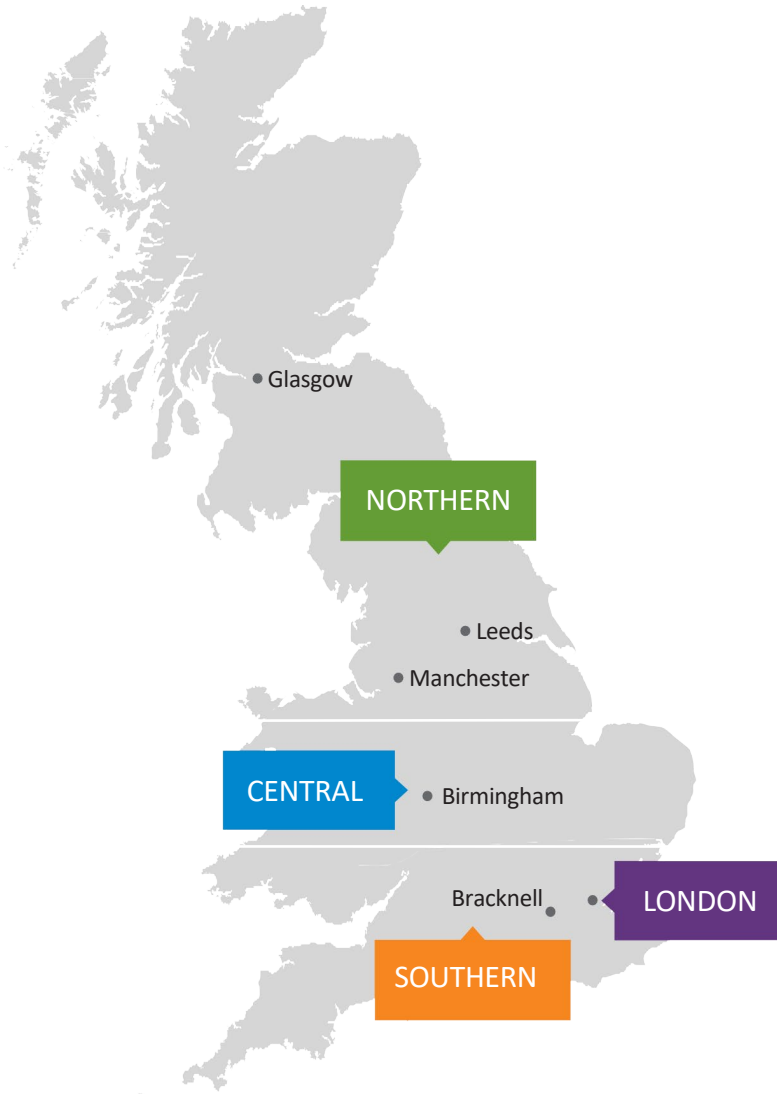 Glasgow
NORTHERN
Leeds
Manchester
CENTRAL
Birmingham
Bracknell
LONDON
SOUTHERN